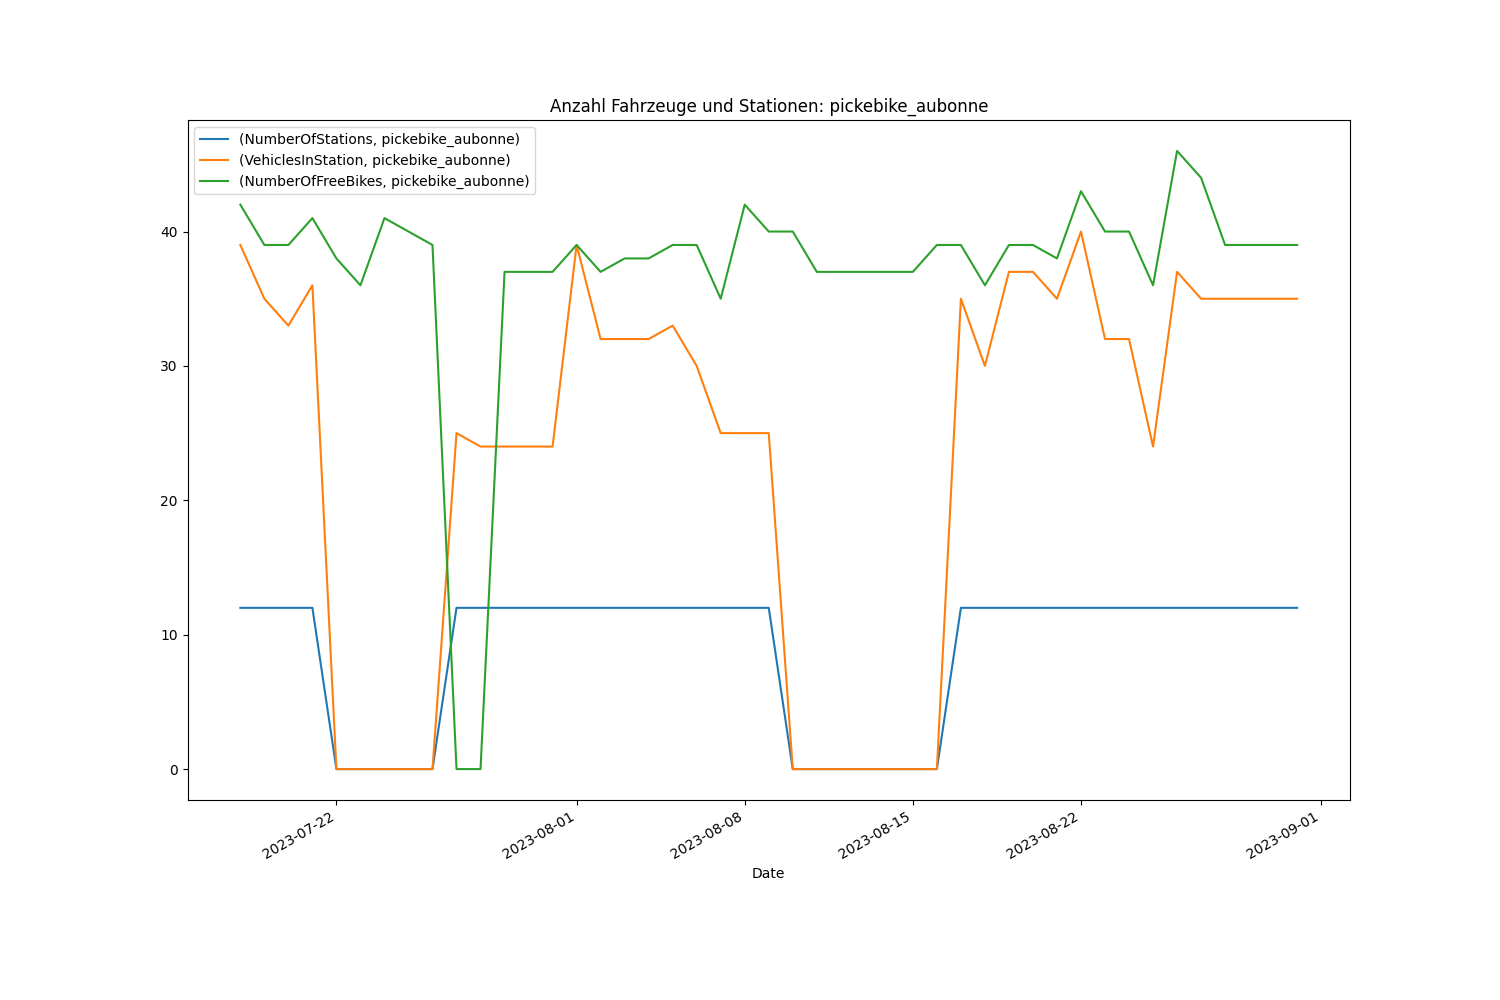 Anzahl Fahrzeuge und Stationen: pickebike_aubonne
(NumberOfStations, pickebike_aubonne)
(VehiclesInStation, pickebike_aubonne)
(NumberOfFreeBikes, pickebike_aubonne)
40
30
20
10
0
2023-07-22
2023-08-01
2023-08-08
2023-08-15
2023-08-22
2023-09-01
Date